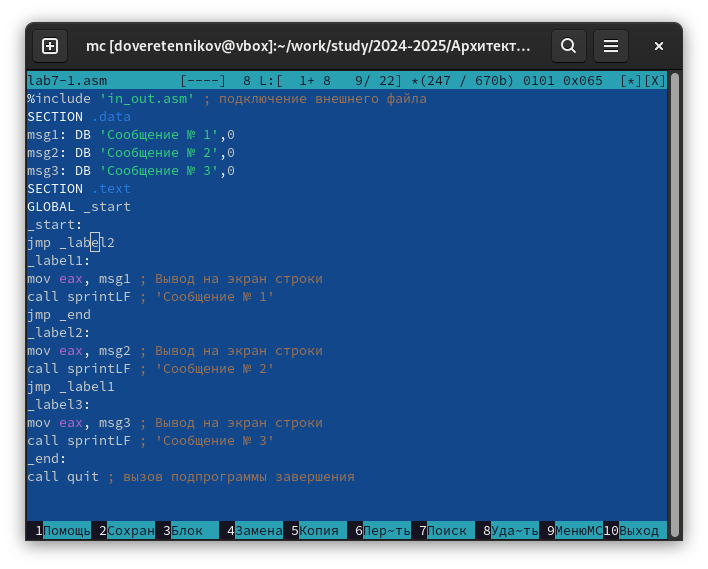 mc [doveretennikov@vbox]:~/work/study/2024-2025/Архитект...
lab7-1.asm [----] 8 L:[ 1+ 8 9/ 22] *(247 / 670b) 0101 0x065 [*][X]
%include 'in_out.asm' ; подключение внешнего файла
SECTION .data
msg1: DB 'Сообщение № 1',0
msg2: DB 'Сообщение № 2',0
msg3: DB 'Сообщение № 3',0
SECTION .text
GLOBAL _start
_start:
jmp _label2
_label1:
mov eax, msg1 ; Вывод на экран строки
call sprintLF ; 'Сообщение № 1'
jmp _end
_label2:
mov eax, msg2 ; Вывод на экран строки
call sprintLF ; 'Сообщение № 2'
jmp _label1
_label3:
mov eax, msg3 ; Вывод на экран строки
call sprintLF ; 'Сообщение № 3'
_end:
call quit ; вызов подпрограммы завершения
1Помощь 2Сохран 3Блок 4Замена 5Копия 6Пер~ть 7Поиск 8Уда~ть 9МенюМС 10Выход